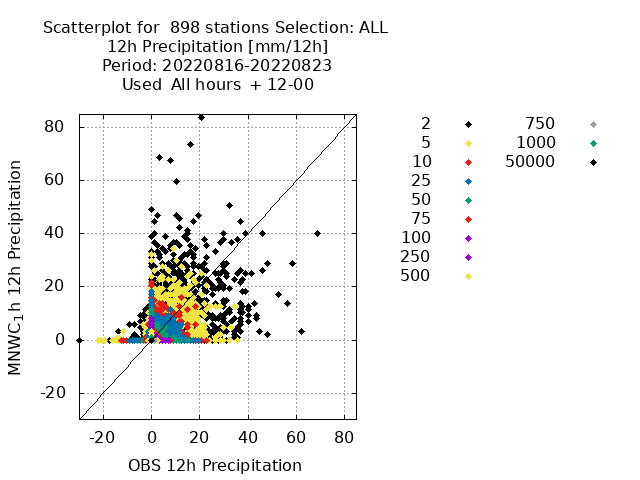 Scatterplot for 898 stations Selection: ALL
12h Precipitation [mm/12h]
Period: 20220816-20220823
Used All hours + 12-00
80
60
40
20
0
-20
-20 0 20 40 60 80
MNWC_1h 12h Precipitation
OBS 12h Precipitation
2
5
10
25
50
75
100
250
500
750
1000
50000